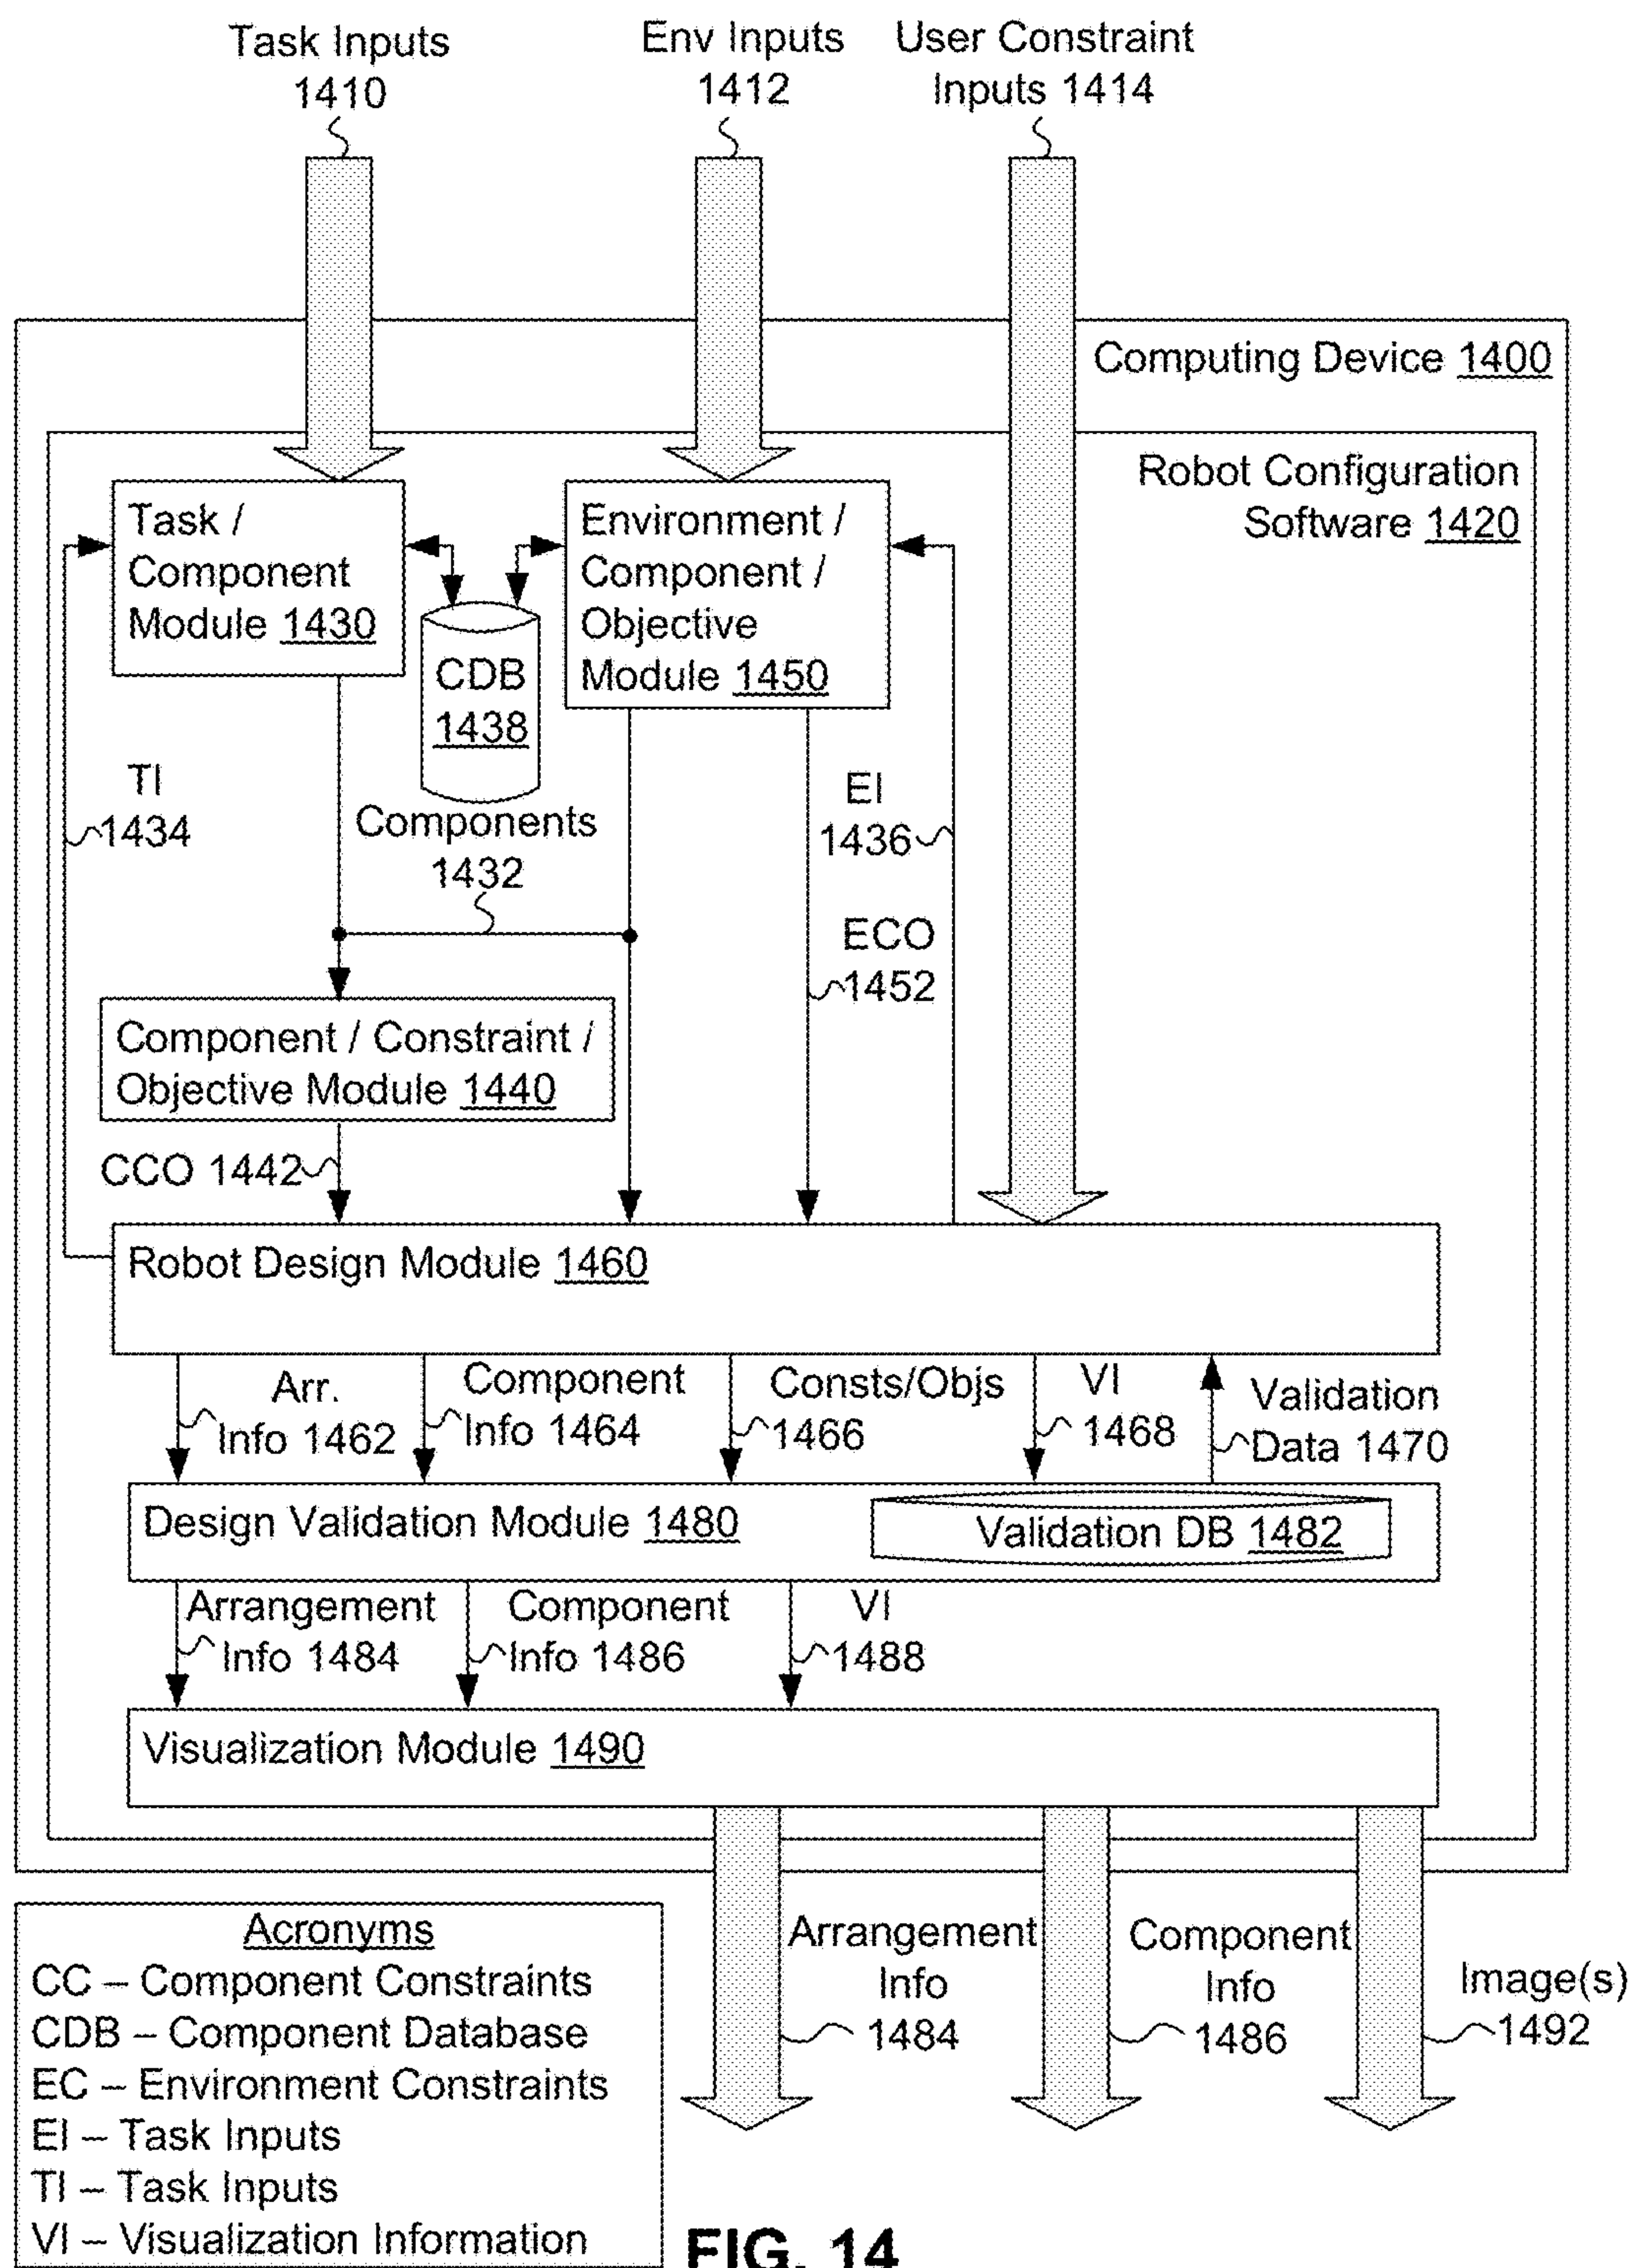 Task Inputs
1410
Env Inputs
1412
User Constraint
Inputs 1414
Computing Device 1400
Robot Configuration
Software 1420
Task /
Component
Module 1430
CDB
1438
Environment /
Component /
Objective
Module 1450
TI
1434
Components
1432
EI
1436
ECO
1452
Component / Constraint /
Objective Module 1440
CCO 1442
Robot Design Module 1460
Arr.
Info 1462
Component
Info 1464
Consts/Objs
1466
VI
1468
Validation
Data 1470
Design Validation Module 1480
Validation DB 1482
Arrangement
Info 1484
Component
Info 1486
VI
1488
Visualization Module 1490
Arrangement
Info
1484
Component
Info
1486
Image(s)
1492
Acronyms
CC – Component Constraints
CDB – Component Database
EC – Environment Constraints
EI – Task Inputs
TI – Task Inputs
VI – Visualization Information
FIG. 14